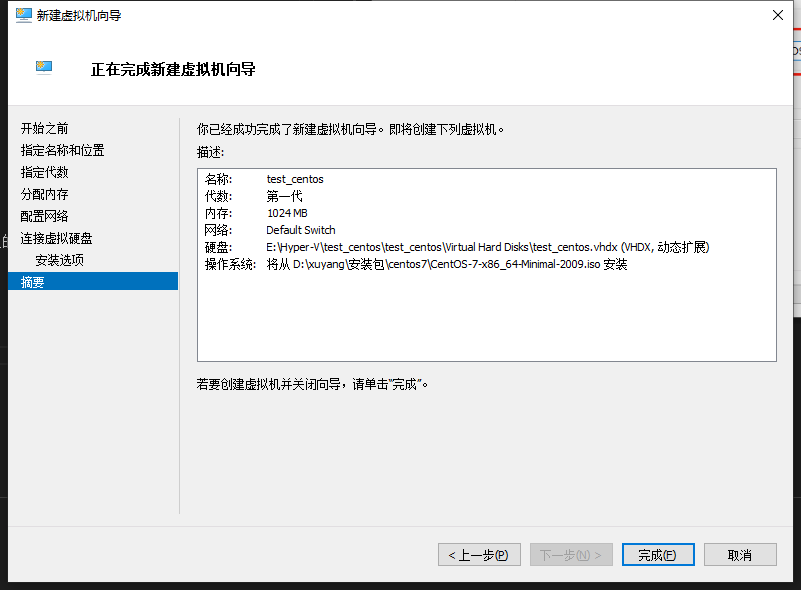 新建虚拟机向导
正在完成新建虚拟机向导
开始之前
指定名称和位置
指定代数
分配内存
配置网络
连接虚拟硬盘
安装选项
摘要
你已经成功完成了新建虚拟机向导。即将创建下列虚拟机。
描述:
名称: test_centos
代数: 第一代
内存: 1024 MB
网络: Default Switch
硬盘: E:\Hyper-V\test_centos\test_centos\Virtual Hard Disks\test_centos.vhdx (VHDX, 动态扩展)
操作系统: 将从 D:\xuyang\安装包\centos7\CentOS-7-x86_64-Minimal-2009.iso 安装
若要创建虚拟机并关闭向导，请单击"完成"。
< 上一步(P)
下一步(N) >
完成(F)
取消